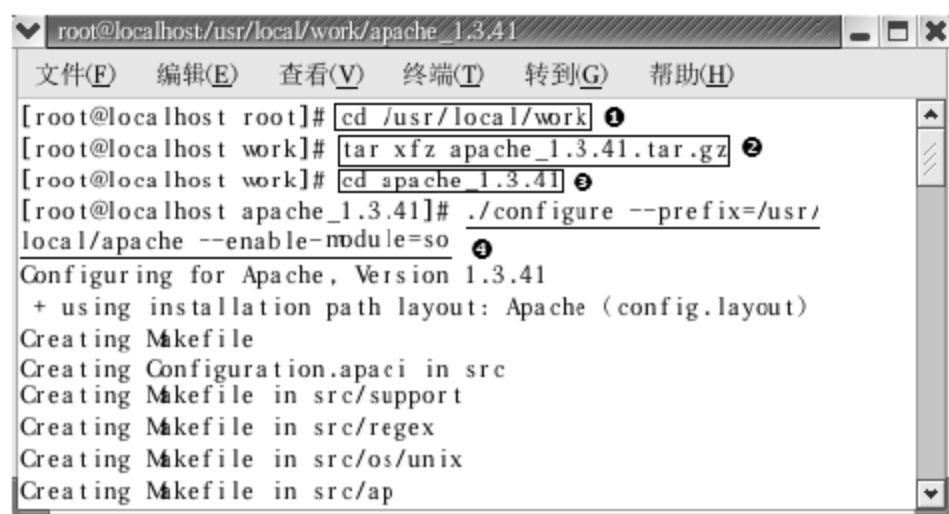 root@localhost:/usr/local/work/apache_1.3.41
文件(F) 编辑(E) 查看(V) 终端(T) 转到(G) 帮助(H)
[root@localhost root]# cd /usr/local/work ❶
[root@localhost work]# tar xfz apache_1.3.41.tar.gz ❷
[root@localhost work]# cd apache_1.3.41 ❸
[root@localhost apache_1.3.41]# ./configure --prefix=/usr/
local/apache --enable-module=so ❹
Configuring for Apache, Version 1.3.41
+ using installation path layout: Apache (config.layout)
Creating Makefile
Creating Configuration.apaci in src
Creating Makefile in src/support
Creating Makefile in src/regex
Creating Makefile in src/os/unix
Creating Makefile in src/ap